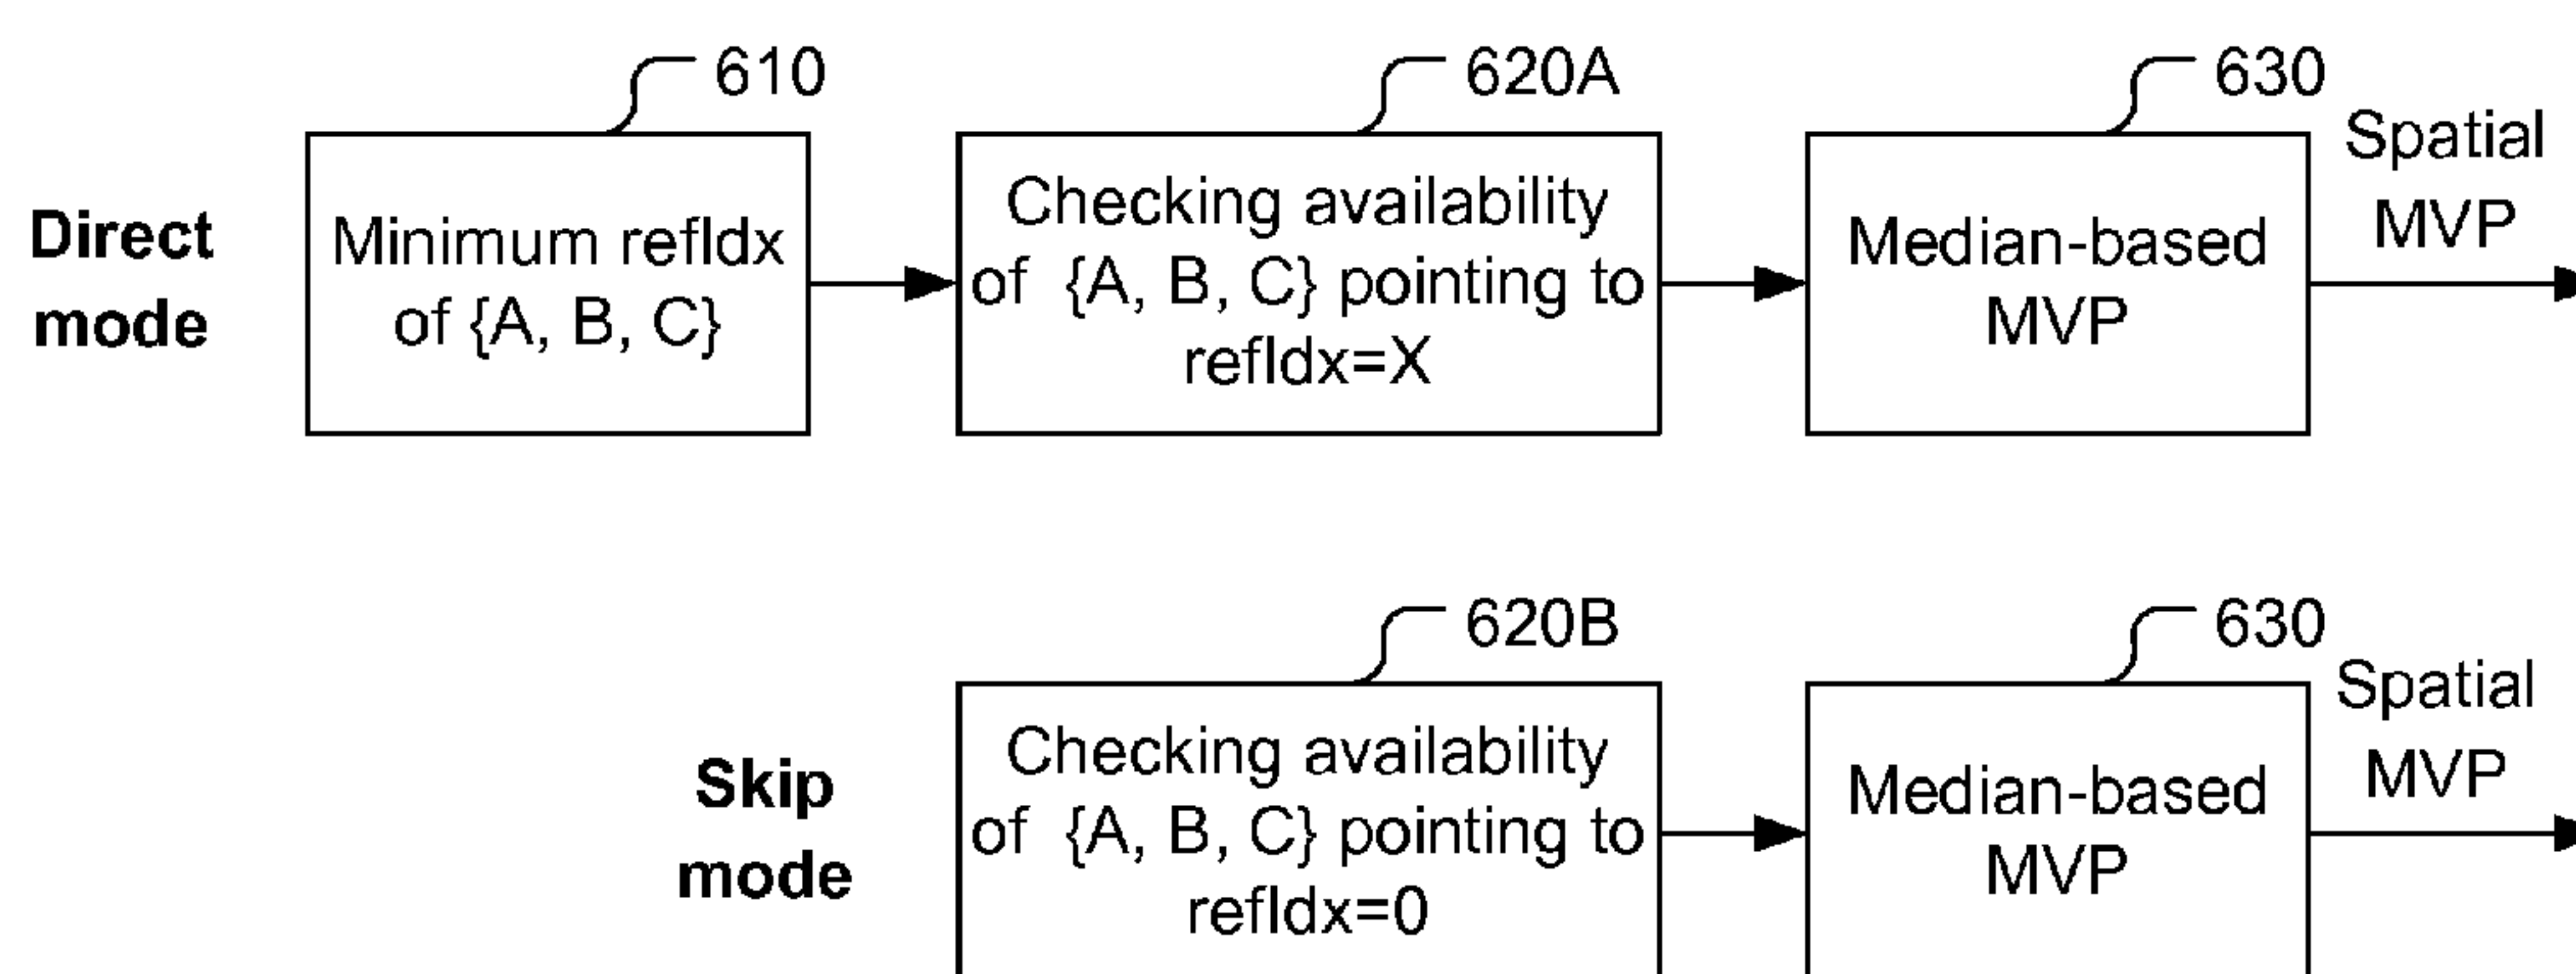 610
620A
630
Direct
mode
Minimum refIdx
of {A, B, C}
Checking availability
of {A, B, C} pointing to
refIdx=X
Median-based
MVP
Spatial
MVP
620B
630
Skip
mode
Checking availability
of {A, B, C} pointing to
refIdx=0
Median-based
MVP
Spatial
MVP